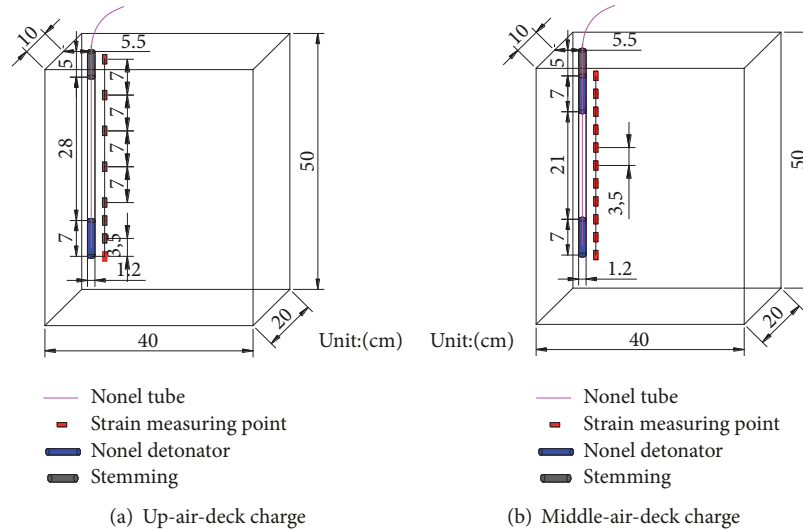 10
5.5
5
7
7
28
7
7
7
3,5
1.2
50
20
40
Unit:(cm)
Nonel tube
Strain measuring point
Nonel detonator
Stemming
(a) Up-air-deck charge
10
5.5
5
7
21
3,5
7
1.2
50
20
40
Unit:(cm)
Nonel tube
Strain measuring point
Nonel detonator
Stemming
(b) Middle-air-deck charge